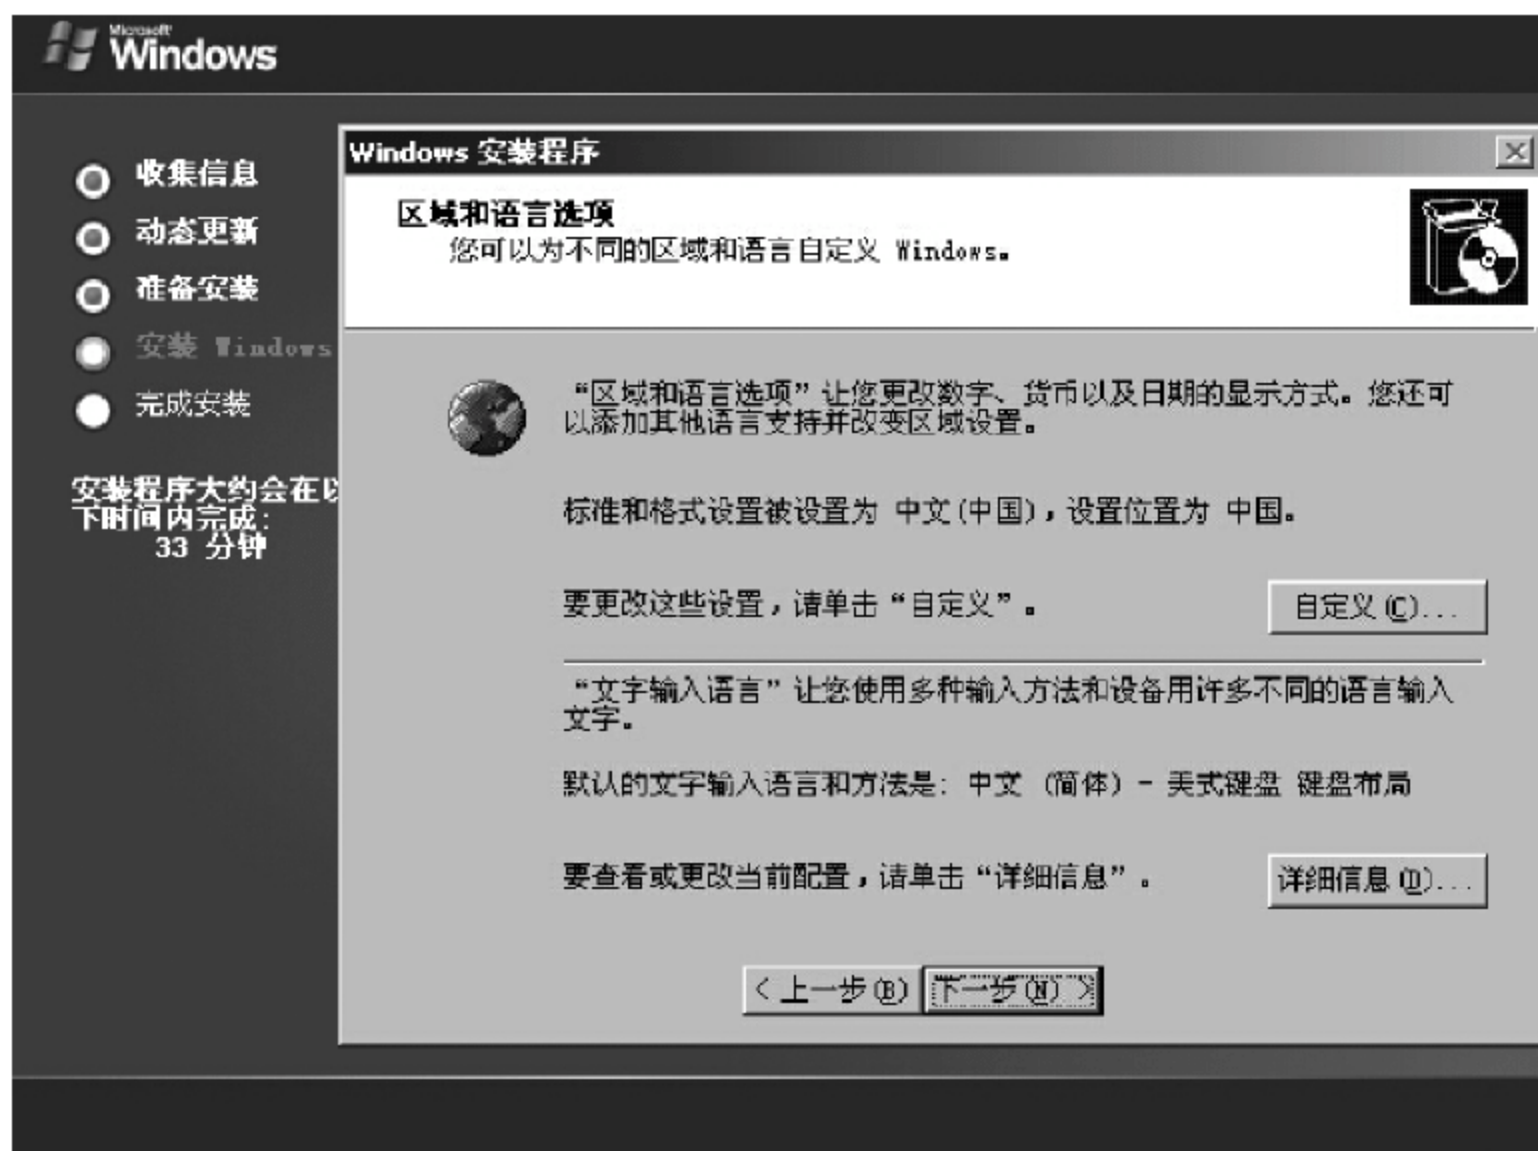 Microsoft
Windows
收集信息
动态更新
准备安装
安装 Windows
完成安装
安装程序大约会在以
下时间内完成:
33 分钟
Windows 安装程序
区域和语言选项
您可以为不同的区域和语言自定义 Windows。
“区域和语言选项”让您更改数字、货币以及日期的显示方式。您还可
以添加其他语言支持并改变区域设置。
标准和格式设置被设置为 中文(中国)，设置位置为 中国。
要更改这些设置，请单击“自定义”。
自定义(C)...
“文字输入语言”让您使用多种输入方法和设备用许多不同的语言输入
文字。
默认的文字输入语言和方法是: 中文 (简体) - 美式键盘 键盘布局
要查看或更改当前配置，请单击“详细信息”。
详细信息(D)...
< 上一步(B)
下一步(N) >